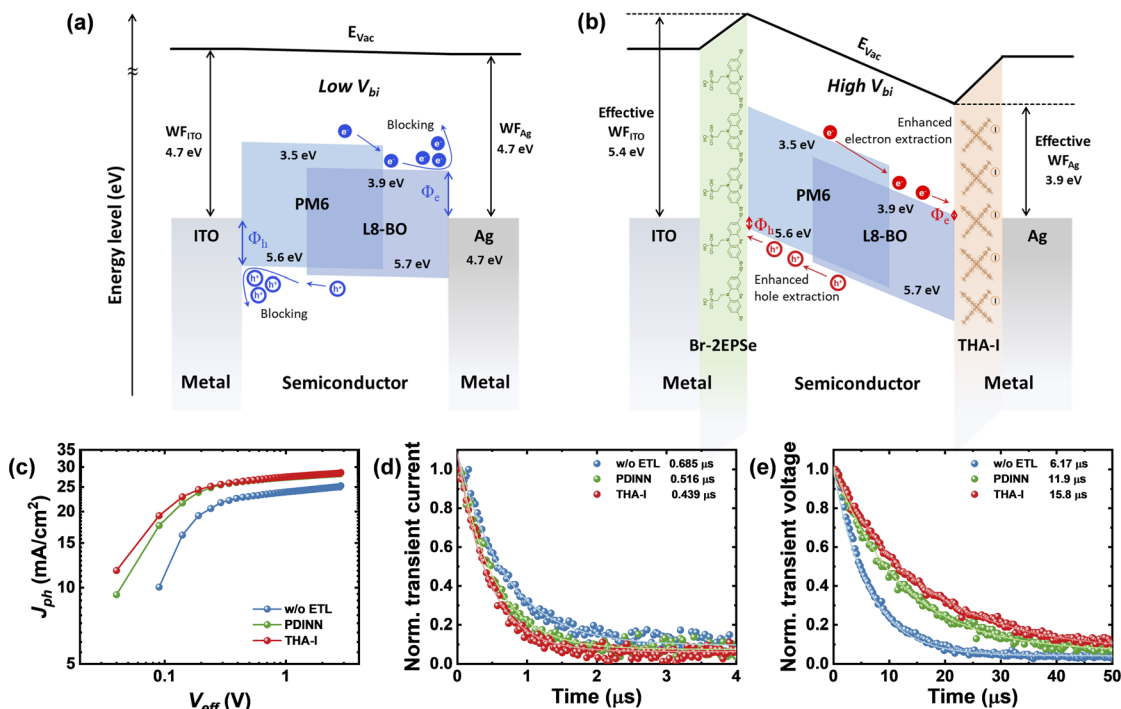 (a)
E_Vac
Low V_bi
WF_ITO
4.7 eV
WF_Ag
4.7 eV
Blocking
e⁻
e⁻
e⁻
e⁻
e⁻
3.5 eV
3.9 eV
Φ_e
PM6
L8-BO
ITO
Φ_h
Ag
4.7 eV
5.6 eV
5.7 eV
h⁺
h⁺
h⁺
h⁺
Blocking
Metal
Semiconductor
Metal
Energy level (eV)
≈
(b)
E_Vac
High V_bi
Effective
WF_ITO
5.4 eV
Enhanced
electron extraction
Effective
WF_Ag
3.9 eV
e⁻
e⁻
e⁻
3.5 eV
3.9 eV
Φ_e
PM6
L8-BO
ITO
Φ_h
Ag
5.6 eV
5.7 eV
h⁺
h⁺
h⁺
Enhanced
hole extraction
I
I
I
I
I
Br-2EPSe
THA-I
Metal
Semiconductor
Metal
(c)
J_ph (mA/cm²)
35
30
25
20
15
10
5
w/o ETL
PDINN
THA-I
0.1
1
V_eff (V)
(d)
Norm. transient current
1.0
0.8
0.6
0.4
0.2
0.0
w/o ETL 0.685 μs
PDINN 0.516 μs
THA-I 0.439 μs
0
1
2
3
4
Time (μs)
(e)
Norm. transient voltage
1.0
0.8
0.6
0.4
0.2
0.0
w/o ETL 6.17 μs
PDINN 11.9 μs
THA-I 15.8 μs
0
10
20
30
40
50
Time (μs)